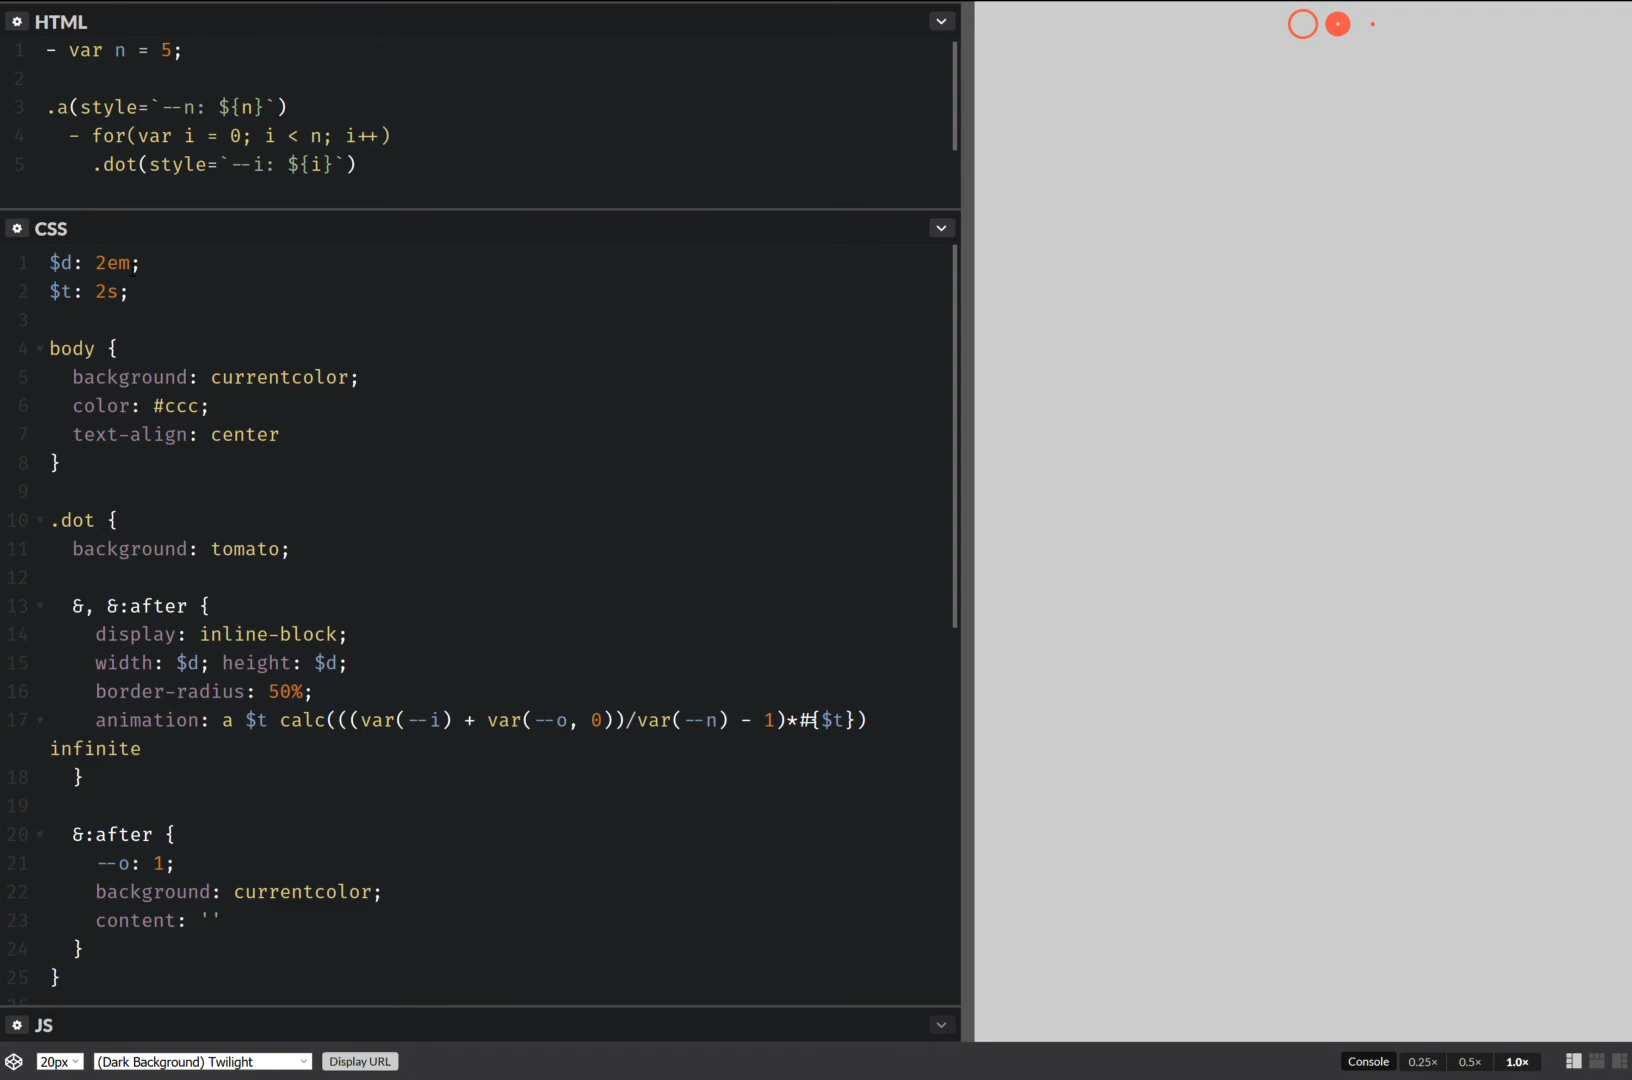 HTML
1 - var n = 5;
2
3 .a(style=`--n: ${n}`)
4 - for(var i = 0; i < n; i++)
5 .dot(style=`--i: ${i}`)
CSS
1 $d: 2em;
2 $t: 2s;
3
4 body {
5 background: currentcolor;
6 color: #ccc;
7 text-align: center
8 }
9
10 .dot {
11 background: tomato;
12
13 &, &:after {
14 display: inline-block;
15 width: $d; height: $d;
16 border-radius: 50%;
17 animation: a $t calc(((var(--i) + var(--o, 0))/var(--n) - 1)*#{$t})
infinite
18 }
19
20 &:after {
21 --o: 1;
22 background: currentcolor;
23 content: ''
24 }
25 }
JS
20px (Dark Background) Twilight Display URL Console 0.25× 0.5× 1.0×